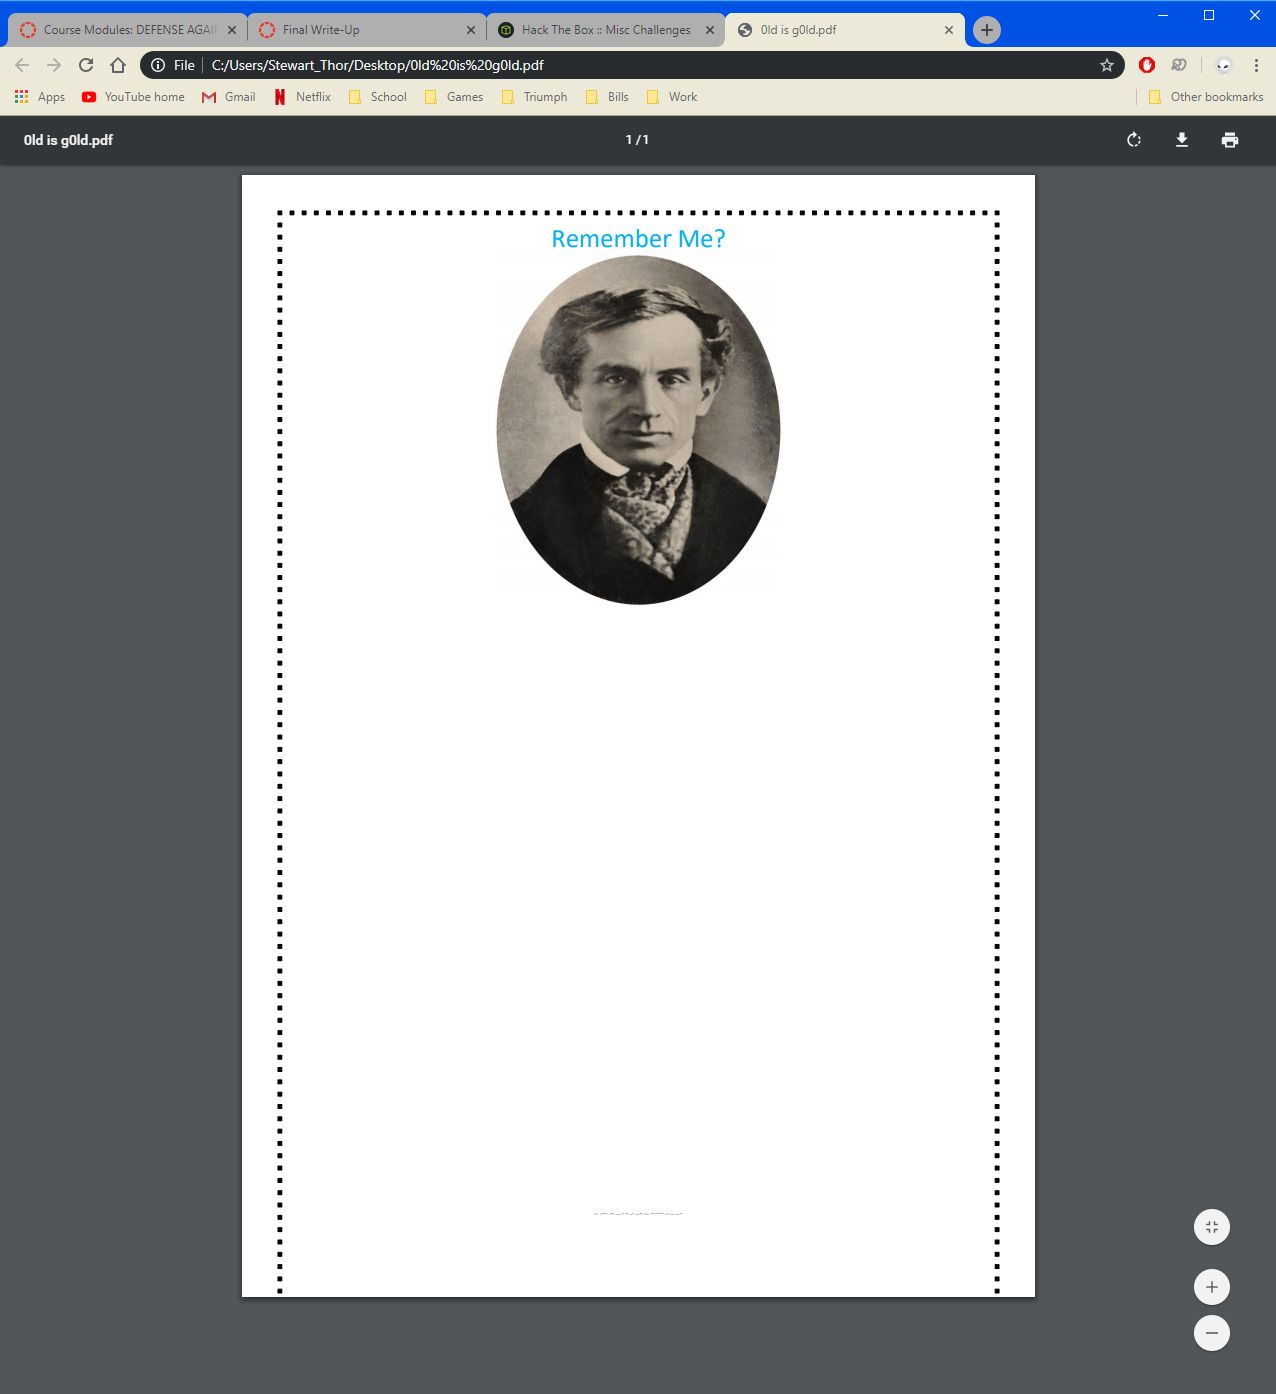 Course Modules: DEFENSE AGAI
Final Write-Up
Hack The Box :: Misc Challenges
0ld is g0ld.pdf
File
C:/Users/Stewart_Thor/Desktop/0ld%20is%20g0ld.pdf
Apps
YouTube home
Gmail
Netflix
School
Games
Triumph
Bills
Work
Other bookmarks
0ld is g0ld.pdf
1 / 1
Remember Me?